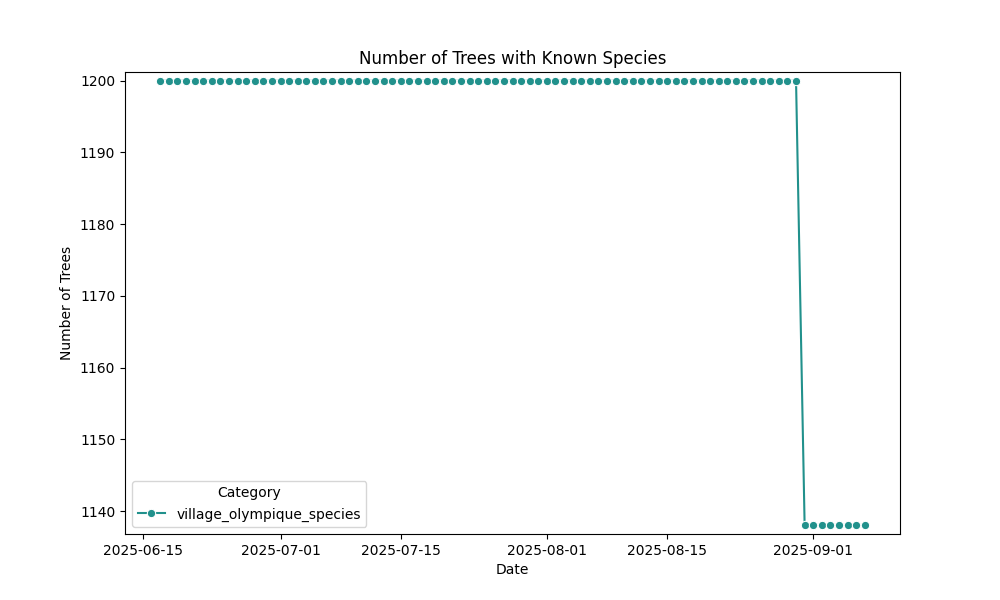 Number of Trees with Known Species
Number of Trees
1200
1190
1180
1170
1160
1150
1140
Category
village_olympique_species
2025-06-15
2025-07-01
2025-07-15
2025-08-01
2025-08-15
2025-09-01
Date